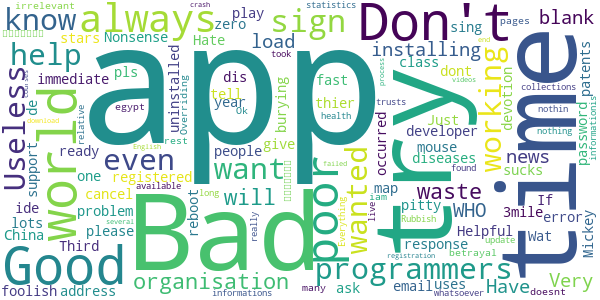 know
always
sign
Don't
play
zero
sing
stars
Nonsense
Hate
help
load
pls
immediate
dis
tell
year
Overriding
Ok
app
installing
class
fast
thier
dont
blank
statistics
crash
took
irrelevant
pages
collections
patents
de
uninstalled
egypt
burying
health
developer
Just
working
devotion
nothin
nothing
trusts
process
end
videos
informationis
password
Useless
world
support
relative
download
English
rest
people
give
try
time
even
ready
want
wanted
occurred
mouse
news
one
registered
available
will
really
live
iam
diseases
sucks
map
pitty
waste
WHO
3mile
If
cancel
ide
problem
reboot
Bad
poor
failed
found
Everything
Helpful
error
Mickey
lots
China
Third
please
several
Good
organisation
long
programmers
response
Wat
Have
update
Rubbish
betrayal
foolish
address
informations
many
ask
email
uses
registration
whatsoever
doesnt
Very